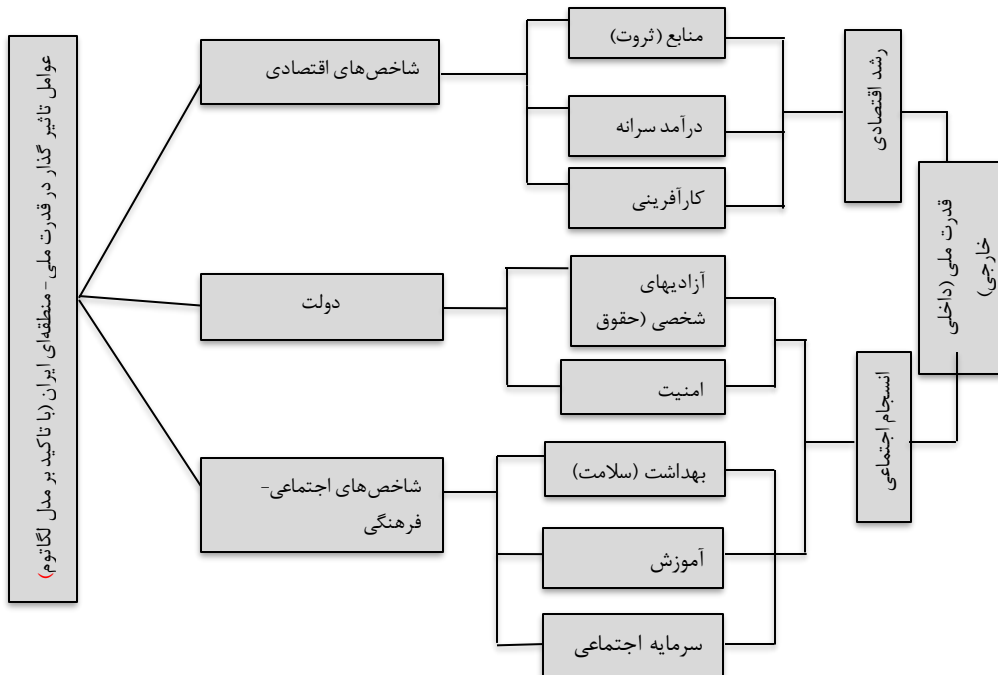 عوامل تاثیر گذار در قدرت ملی - منطقه‌ای ایران (با تاکید بر مدل لگاتوم)
شاخص‌های اقتصادی
دولت
شاخص‌های اجتماعی-
فرهنگی
منابع (ثروت)
درآمد سرانه
کارآفرینی
آزادیهای
شخصی (حقوق
امنیت
بهداشت (سلامت)
آموزش
سرمایه اجتماعی
رشد اقتصادی
انسجام اجتماعی
قدرت ملی (داخلی
خارجی)